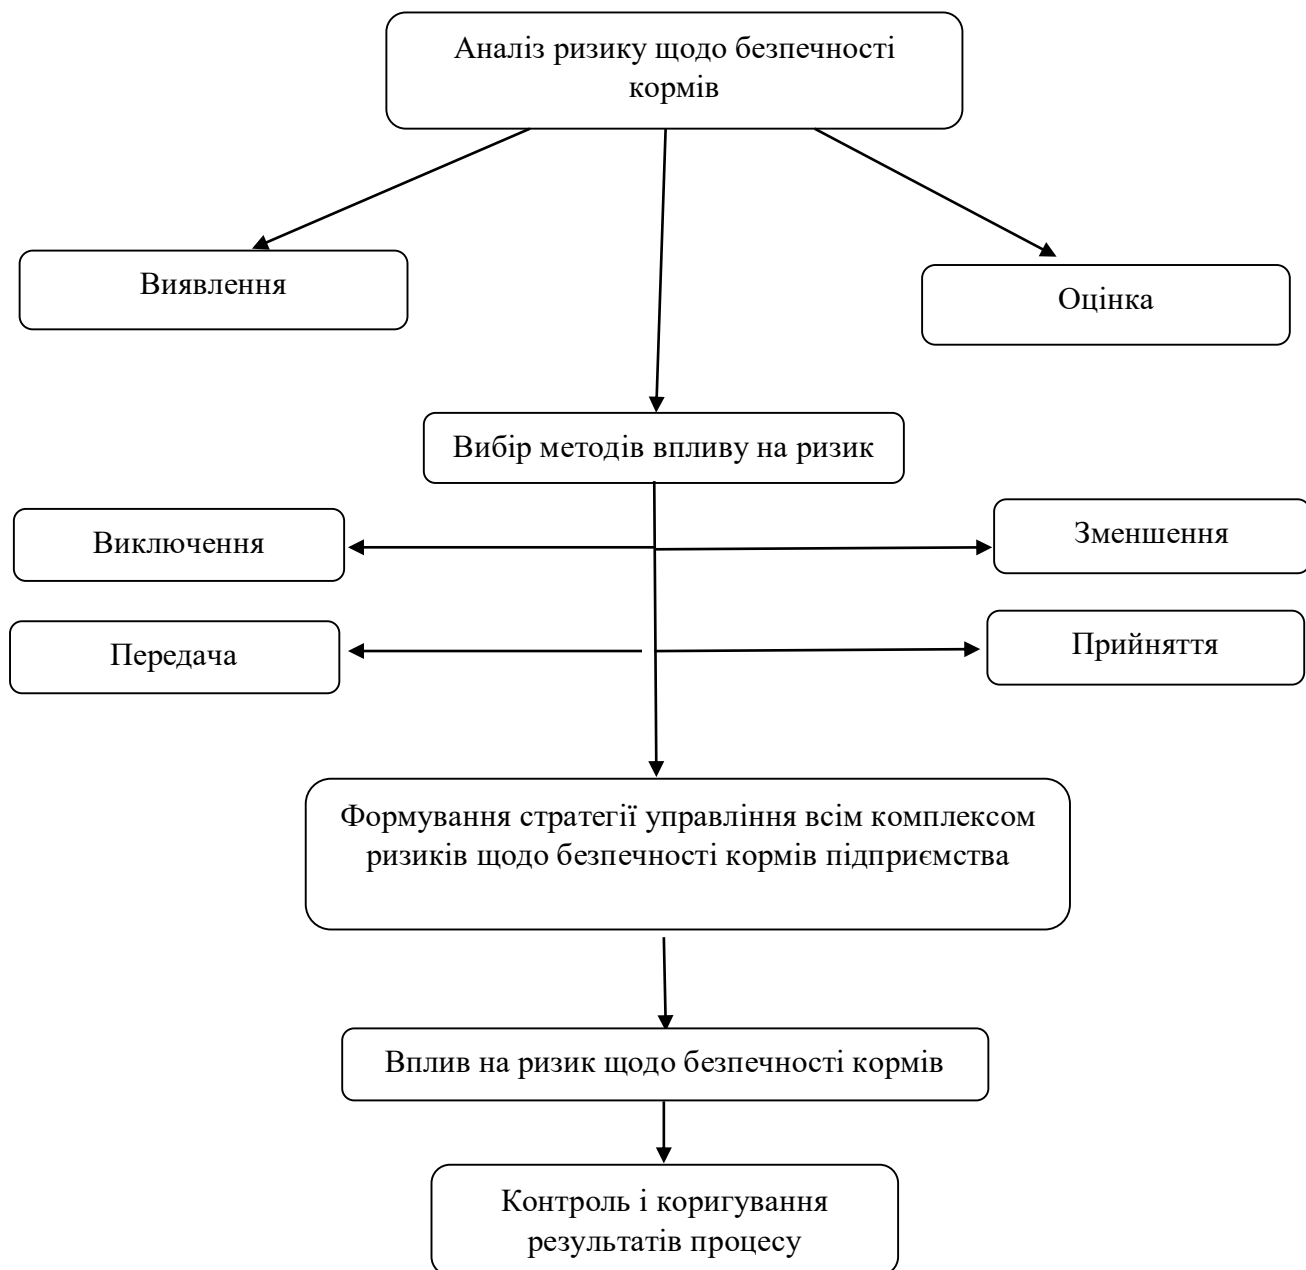 Аналіз ризику щодо безпечності
кормів
Виявлення
Оцінка
Вибір методів впливу на ризик
Виключення
Зменшення
Передача
Прийняття
Формування стратегії управління всім комплексом
ризиків щодо безпечності кормів підприємства
Вплив на ризик щодо безпечності кормів
Контроль і коригування
результатів процесу